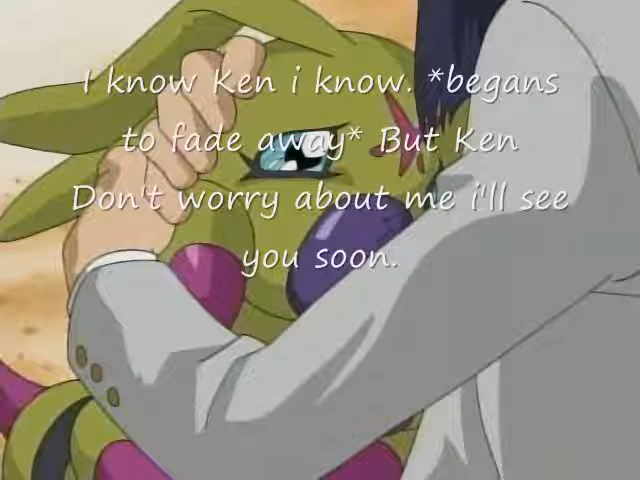 I know Ken i know. *begans
to fade away* But Ken
Don't worry about me i'll see
you soon.